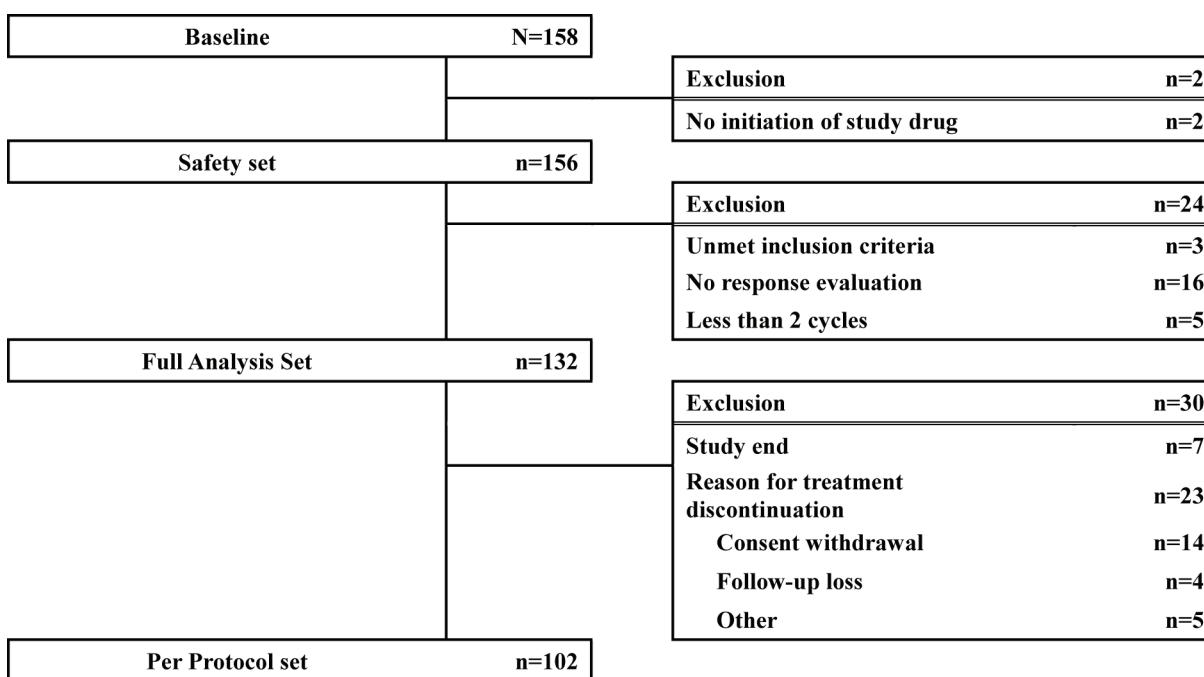 Baseline N=158
Exclusion n=2
No initiation of study drug n=2
Safety set n=156
Exclusion n=24
Unmet inclusion criteria n=3
No response evaluation n=16
Less than 2 cycles n=5
Full Analysis Set n=132
Exclusion n=30
Study end n=7
Reason for treatment
discontinuation n=23
Consent withdrawal n=14
Follow-up loss n=4
Other n=5
Per Protocol set n=102